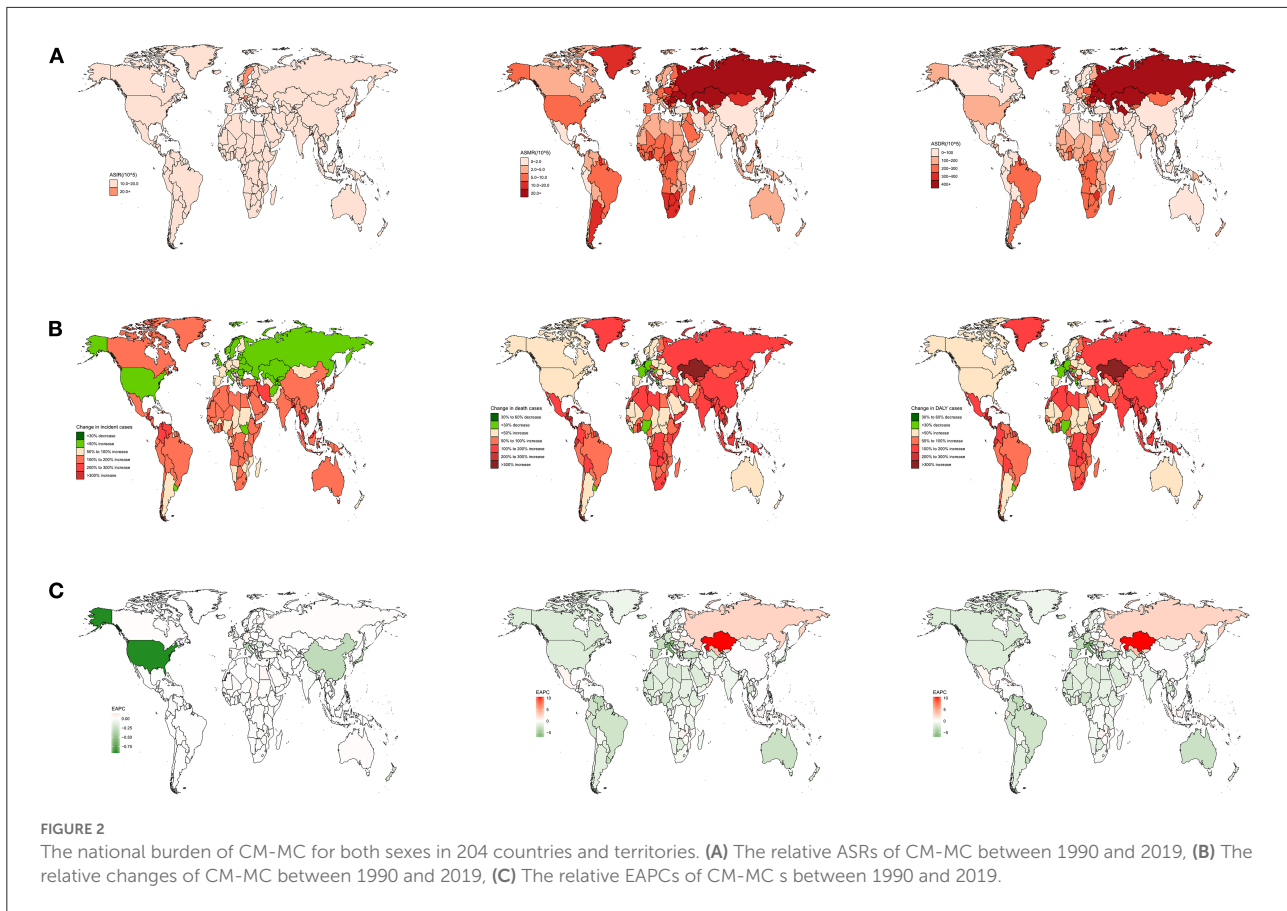 A
ASIR(/10^5)
10.0~20.0
20.0+
ASMR(/10^5)
0~2.0
2.0~5.0
5.0~10.0
10.0~20.0
20.0+
ASDR(/10^5)
0~100
100~200
200~300
300~400
400+
B
Change in incident cases
<50% increase
50% to 100% increase
100% to 200% increase
200% to 300% increase
>300% increase
Change in death cases
30% to 60% decrease
<30% decrease
<50% increase
50% to 100% increase
100% to 200% increase
200% to 300% increase
>300% increase
Change in DALY cases
30% to 60% decrease
<30% decrease
<50% increase
50% to 100% increase
100% to 200% increase
200% to 300% increase
>300% increase
C
EAPC
0.00
−0.25
−0.50
−0.75
EAPC
10
5
0
−5
EAPC
10
5
0
−5
FIGURE 2
The national burden of CM-MC for both sexes in 204 countries and territories. (A) The relative ASRs of CM-MC between 1990 and 2019, (B) The
relative changes of CM-MC between 1990 and 2019, (C) The relative EAPCs of CM-MC s between 1990 and 2019.